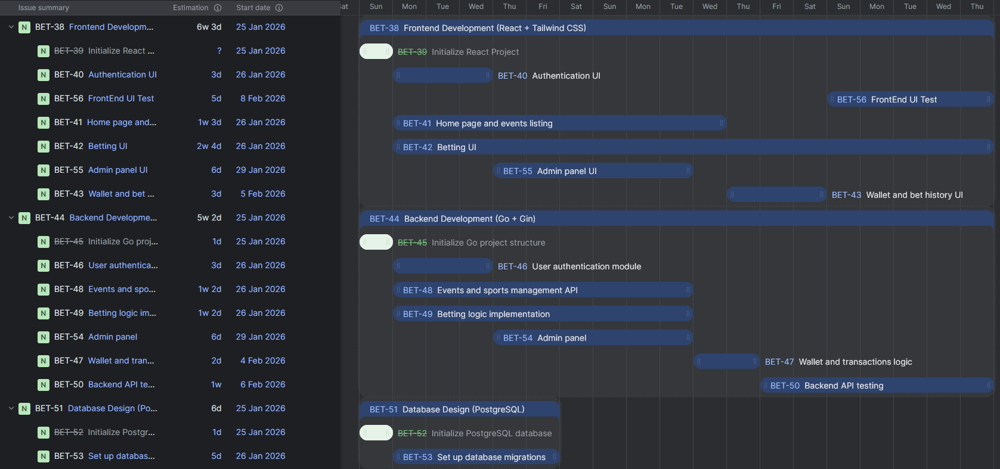 Issue summary Estimation Start date at Sun Mon Tue Wed Thu Fri Sat Sun Mon Tue Wed Thu Fri Sat Sun Mon Tue Wed Thu
N BET-38 Frontend Developm... 6w 3d 25 Jan 2026 BET-38 Frontend Development (React + Tailwind CSS)
N BET-39 Initialize React ... ? 25 Jan 2026 BET-39 Initialize React Project
N BET-40 Authentication UI 3d 26 Jan 2026 BET-40 Authentication UI
N BET-56 FrontEnd UI Test 5d 8 Feb 2026 BET-56 FrontEnd UI Test
N BET-41 Home page and... 1w 3d 26 Jan 2026 BET-41 Home page and events listing
N BET-42 Betting UI 2w 4d 26 Jan 2026 BET-42 Betting UI
N BET-55 Admin panel UI 6d 29 Jan 2026 BET-55 Admin panel UI
N BET-43 Wallet and bet ... 3d 5 Feb 2026 BET-43 Wallet and bet history UI
N BET-44 Backend Developme... 5w 2d 25 Jan 2026 BET-44 Backend Development (Go + Gin)
N BET-45 Initialize Go proj... 1d 25 Jan 2026 BET-45 Initialize Go project structure
N BET-46 User authentica... 3d 26 Jan 2026 BET-46 User authentication module
N BET-48 Events and spo... 1w 2d 26 Jan 2026 BET-48 Events and sports management API
N BET-49 Betting logic im... 1w 2d 26 Jan 2026 BET-49 Betting logic implementation
N BET-54 Admin panel 6d 29 Jan 2026 BET-54 Admin panel
N BET-47 Wallet and tran... 2d 4 Feb 2026 BET-47 Wallet and transactions logic
N BET-50 Backend API te... 1w 6 Feb 2026 BET-50 Backend API testing
N BET-51 Database Design (Po... 6d 25 Jan 2026 BET-51 Database Design (PostgreSQL)
N BET-52 Initialize Postgr... 1d 25 Jan 2026 BET-52 Initialize PostgreSQL database
N BET-53 Set up databas... 5d 26 Jan 2026 BET-53 Set up database migrations